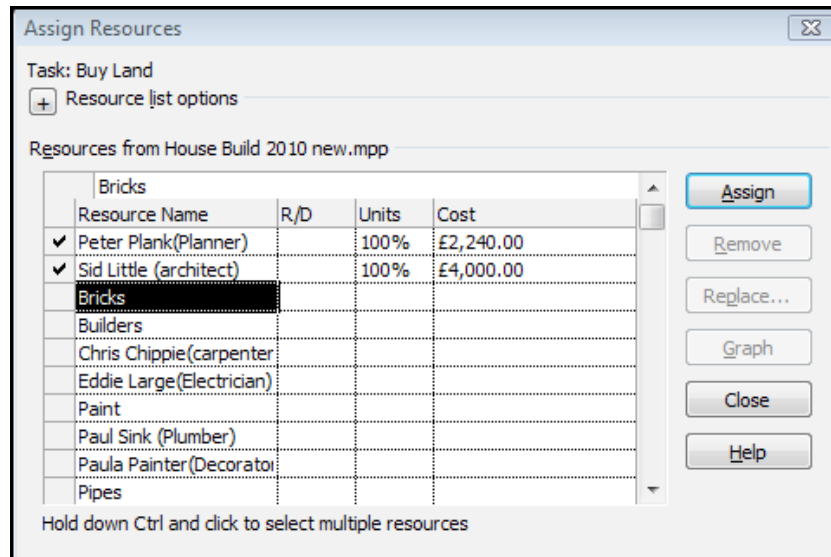 Assign Resources
Task: Buy Land
+ Resource list options
Resources from House Build 2010 new.mpp
Bricks
Resource Name R/D Units Cost
Peter Plank(Planner) 100% £2,240.00
Sid Little (architect) 100% £4,000.00
Bricks
Builders
Chris Chippie(carpenter
Eddie Large(Electrician)
Paint
Paul Sink (Plumber)
Paula Painter(Decorator
Pipes
Assign
Remove
Replace...
Graph
Close
Help
Hold down Ctrl and click to select multiple resources